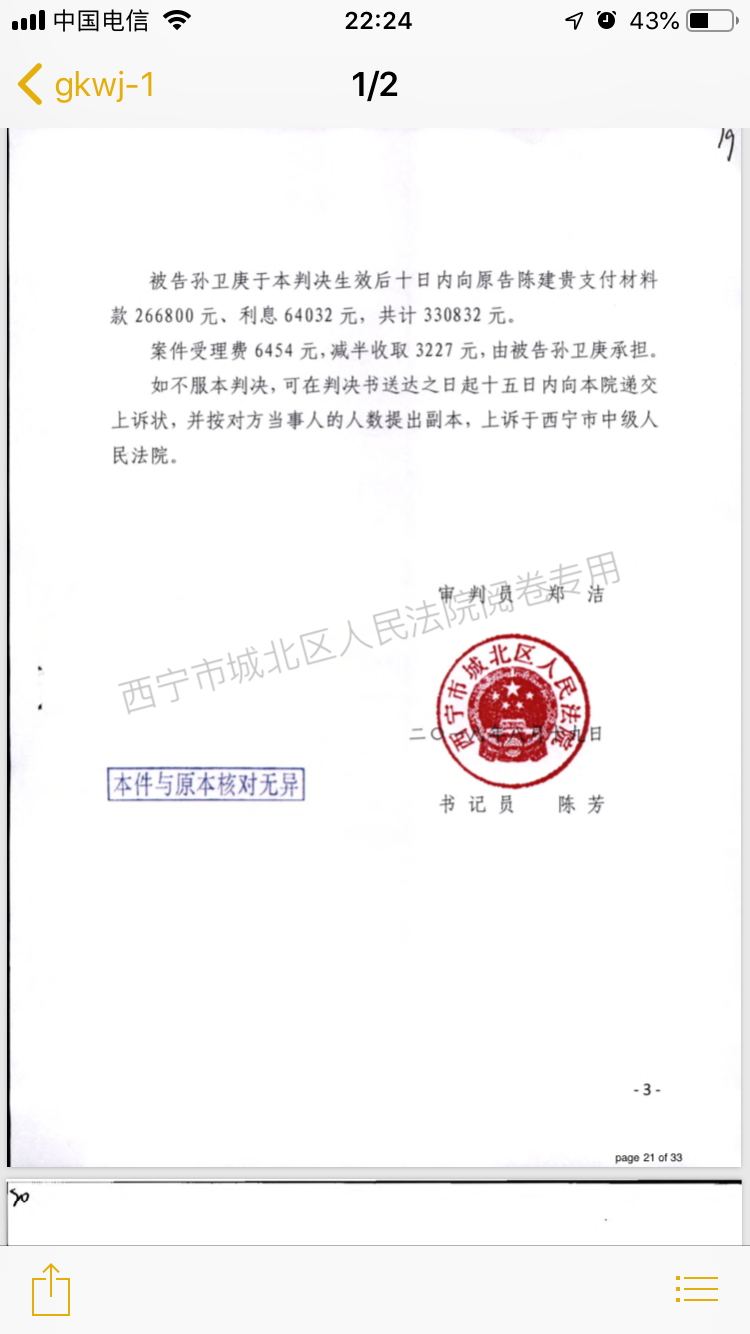 中国电信
22:24
43%
gkwj-1
1/2
19
被告孙卫庚于本判决生效后十日内向原告陈建贵支付材料
款 266800 元、利息 64032 元，共计 330832 元。
案件受理费 6454 元，减半收取 3227 元，由被告孙卫庚承担。
如不服本判决，可在判决书送达之日起十五日内向本院递交
上诉状，并按对方当事人的人数提出副本，上诉于西宁市中级人
民法院。
审判员 郑洁
西宁市城北区人民法院阅卷专用
西宁市城北区人民法院
二〇 八年八月十九日
本件与原本核对无异
书记员 陈芳
- 3 -
page 21 of 33
20